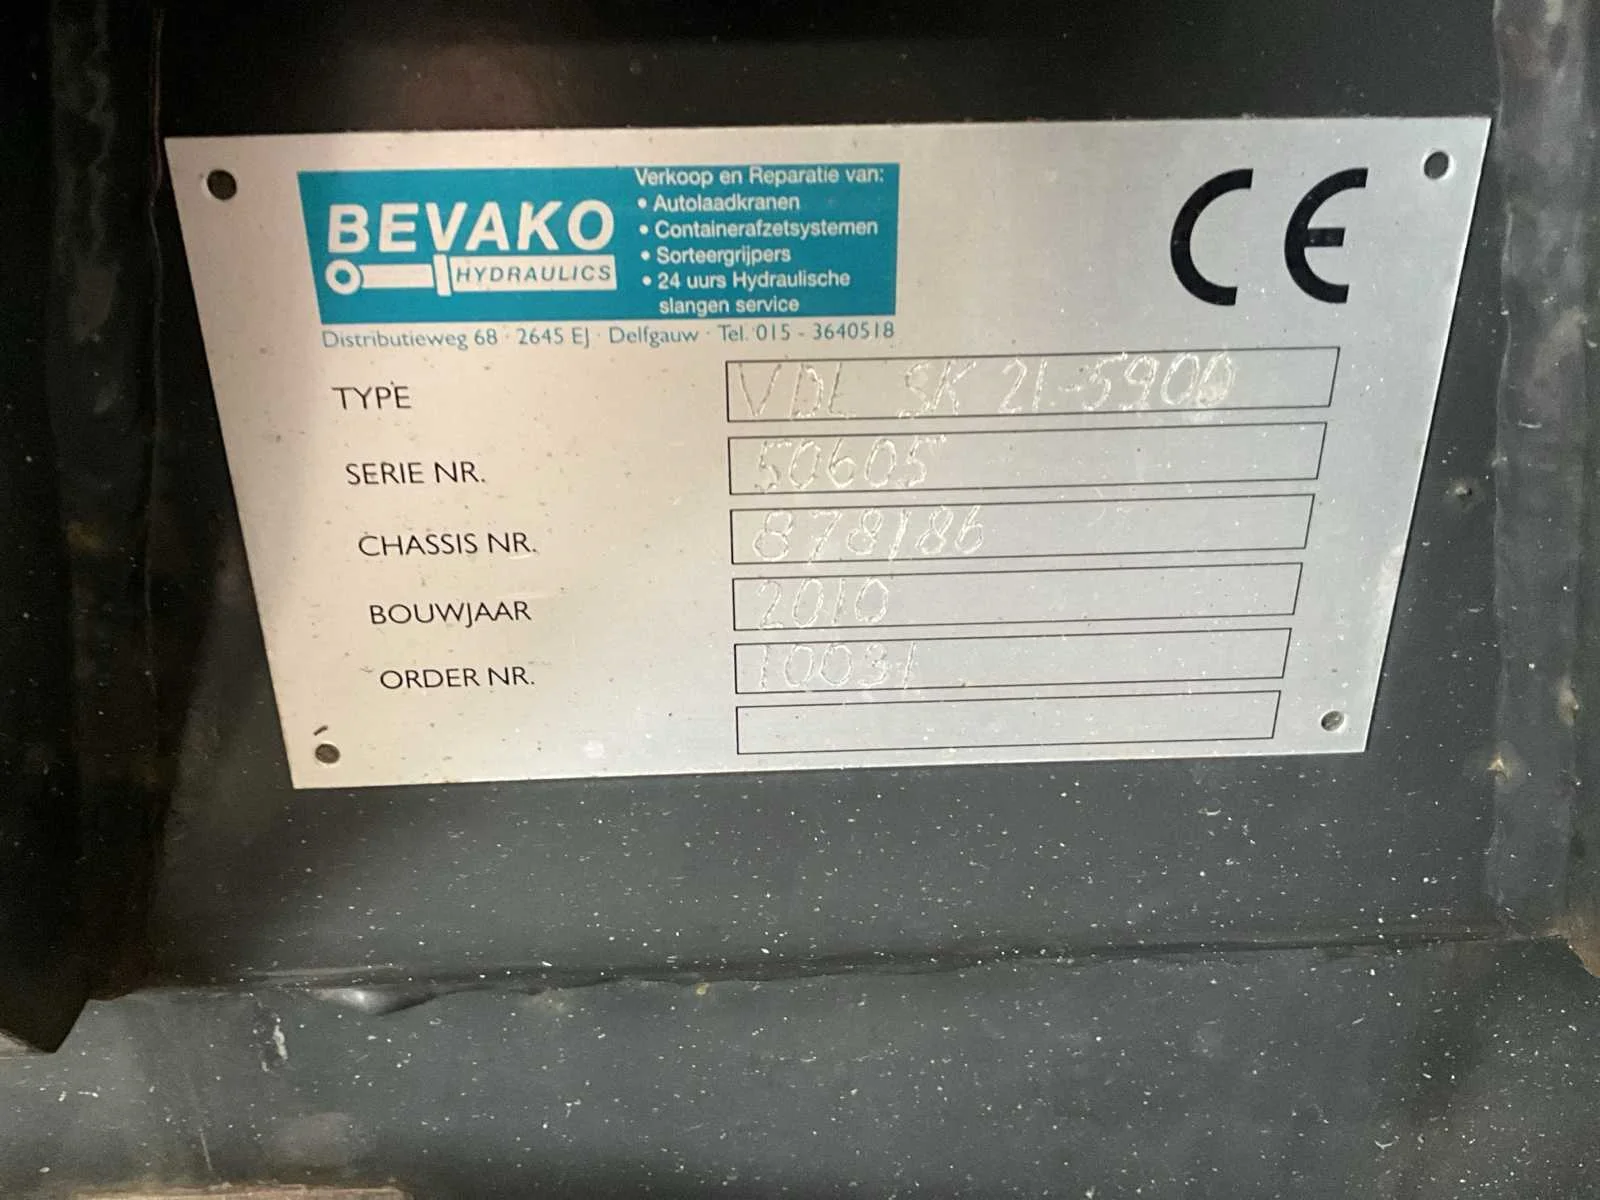 BEVAKO
HYDRAULICS
Verkoop en Reparatie van:
• Autolaadkranen
• Containerafzetsystemen
• Sorteergrijpers
• 24 uurs Hydraulische
slangen service
Distributieweg 68 · 2645 EJ · Delfgauw · Tel. 015 - 3640518
CE
TYPE VDL SK 21-5900
SERIE NR. 50605
CHASSIS NR. 878186
BOUWJAAR 2010
ORDER NR. 10031